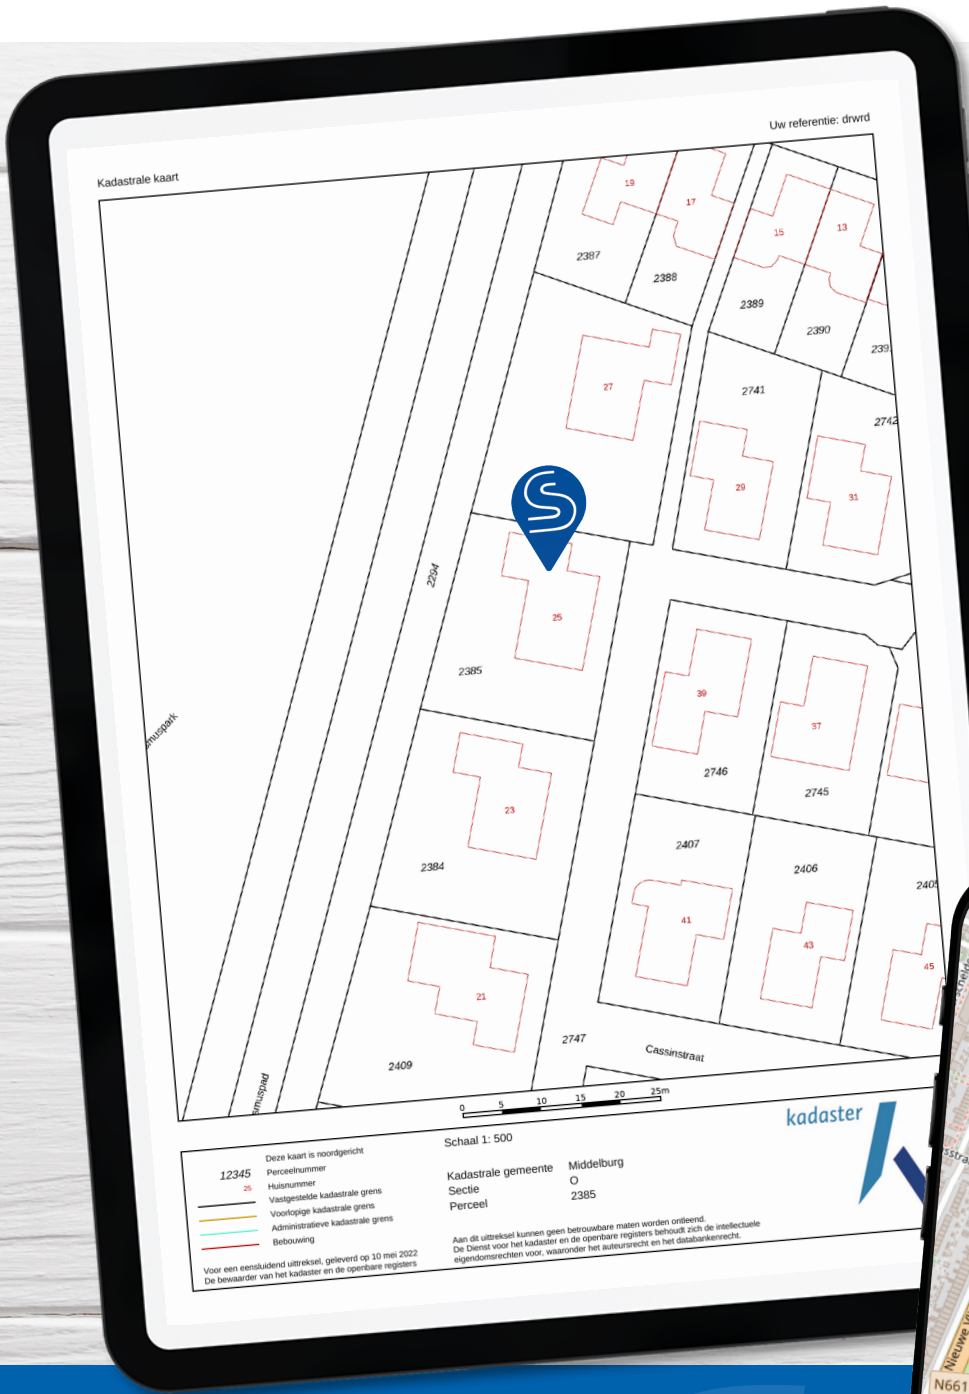 Uw referentie: drwrd
Kadastrale kaart
19
17
15
13
2387
2388
2389
2390
239
27
2741
2742
29
31
2294
25
2385
39
37
muspark
2746
2745
23
2384
2407
2406
2405
41
43
45
21
2747
Cassinstraat
2409
smuspad
0 5 10 15 20 25m
Schaal 1: 500
kadaster
Deze kaart is noordgericht
12345 Perceelnummer
25 Huisnummer
Vastgestelde kadastrale grens
Voorlopige kadastrale grens
Administratieve kadastrale grens
Bebouwing
Kadastrale gemeente Middelburg
Sectie O
Perceel 2385
Voor een eensluidend uittreksel, geleverd op 10 mei 2022
De bewaarder van het kadaster en de openbare registers
Aan dit uittreksel kunnen geen betrouwbare maten worden ontleend.
De Dienst voor het kadaster en de openbare registers behoudt zich de intellectuele
eigendomsrechten voor, waaronder het auteursrecht en het databankenrecht.
Nieuwe
N661